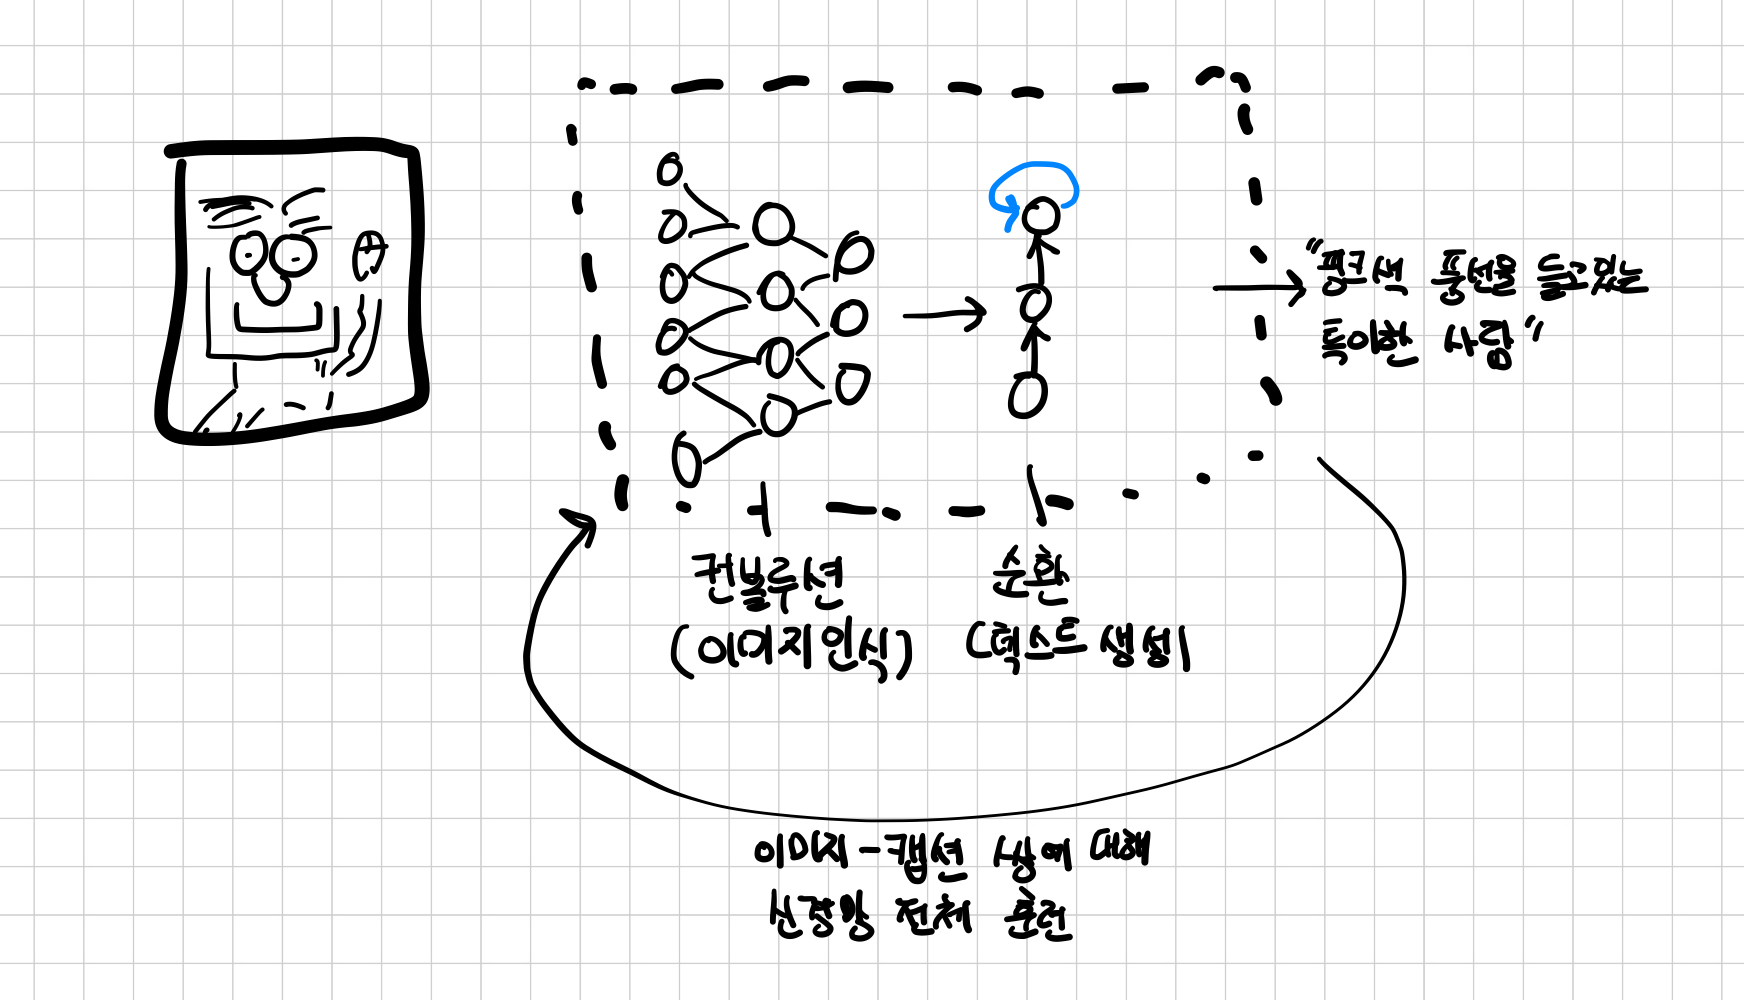 "핑크색 풍선을 들고있는
특이한 사람"
컨볼루션
(이미지인식)
순환
(텍스트 생성)
이미지-캡션 쌍에 대해
신경망 전체 훈련